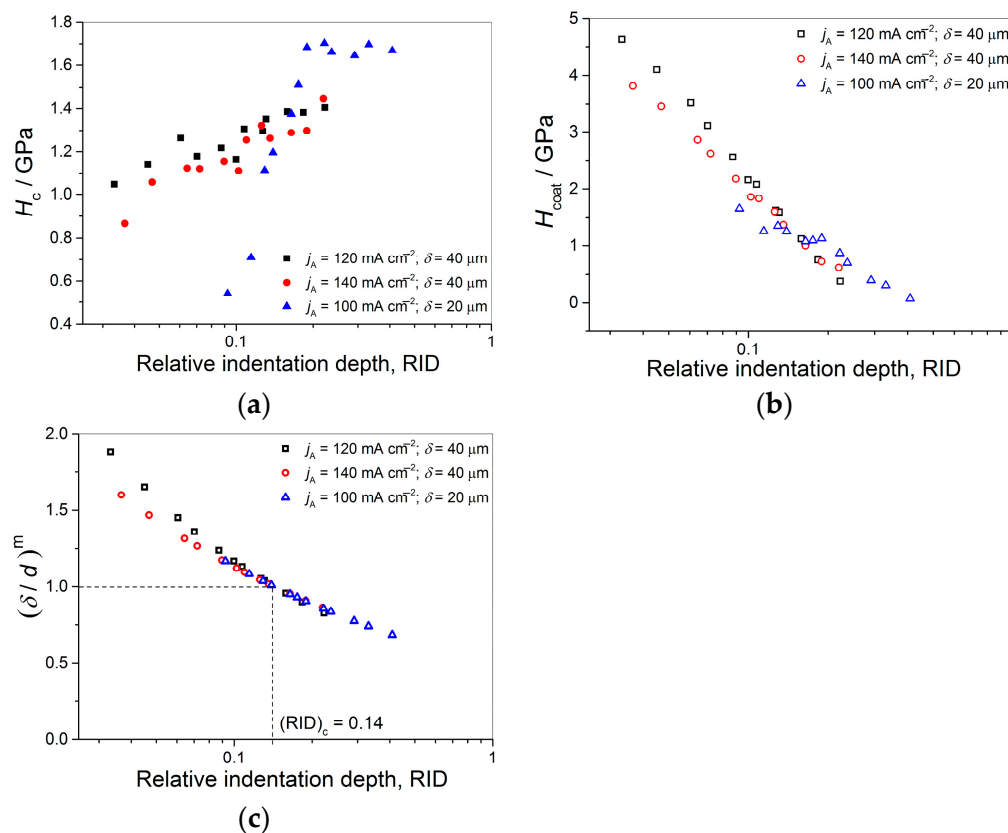 (a)
H_c / GPa
1.8
1.6
1.4
1.2
1.0
0.8
0.6
0.4
j_A = 120 mA cm⁻²; δ = 40 μm
j_A = 140 mA cm⁻²; δ = 40 μm
j_A = 100 mA cm⁻²; δ = 20 μm
0.1 1
Relative indentation depth, RID
(a)
H_coat / GPa
5
4
3
2
1
0
j_A = 120 mA cm⁻²; δ = 40 μm
j_A = 140 mA cm⁻²; δ = 40 μm
j_A = 100 mA cm⁻²; δ = 20 μm
0.1
Relative indentation depth, RID
(b)
(δ / d)^m
2.0
1.5
1.0
0.5
0.0
j_A = 120 mA cm⁻²; δ = 40 μm
j_A = 140 mA cm⁻²; δ = 40 μm
j_A = 100 mA cm⁻²; δ = 20 μm
(RID)_c = 0.14
0.1 1
Relative indentation depth, RID
(c)